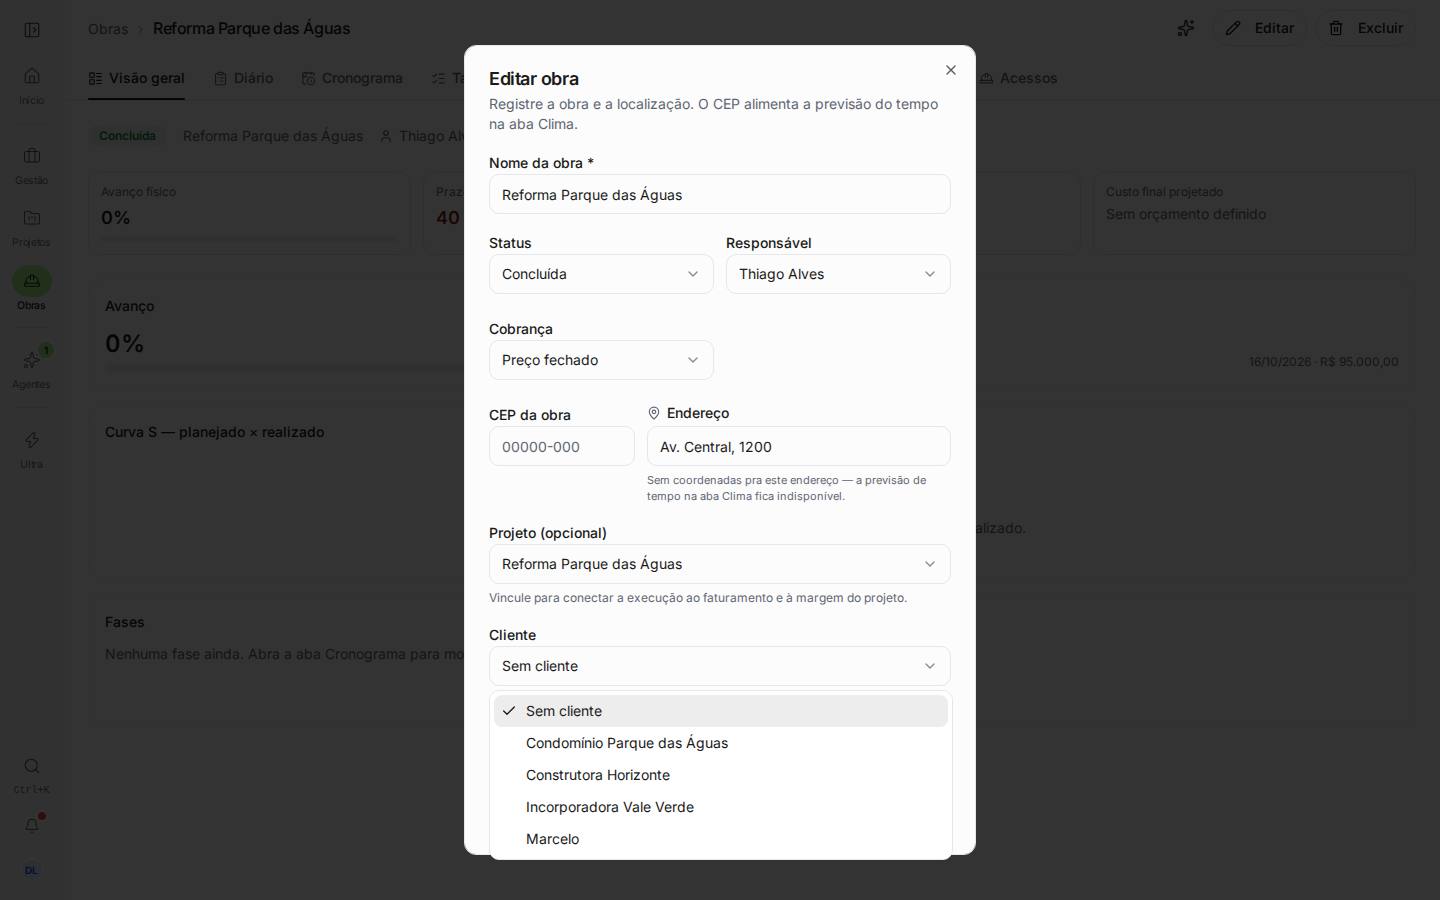 Obras
Reforma Parque das Águas
Editar
Excluir
Visão geral
Diário
Cronograma
Acessos
Início
Gestão
Projetos
Obras
1
Agentes
Ultra
Ctrl+K
DL
Concluída
Reforma Parque das Águas
Avanço físico
0%
40
Custo final projetado
Sem orçamento definido
Avanço
0%
16/10/2026 · R$ 95.000,00
Curva S — planejado × realizado
Fases
Nenhuma fase ainda. Abra a aba Cronograma para
Editar obra
Registre a obra e a localização. O CEP alimenta a previsão do tempo
na aba Clima.
Nome da obra *
Reforma Parque das Águas
Status
Responsável
Concluída
Thiago Alves
Cobrança
Preço fechado
CEP da obra
Endereço
00000-000
Av. Central, 1200
Sem coordenadas pra este endereço — a previsão de
tempo na aba Clima fica indisponível.
Projeto (opcional)
Reforma Parque das Águas
Vincule para conectar a execução ao faturamento e à margem do projeto.
Cliente
Sem cliente
Sem cliente
Condomínio Parque das Águas
Construtora Horizonte
Incorporadora Vale Verde
Marcelo